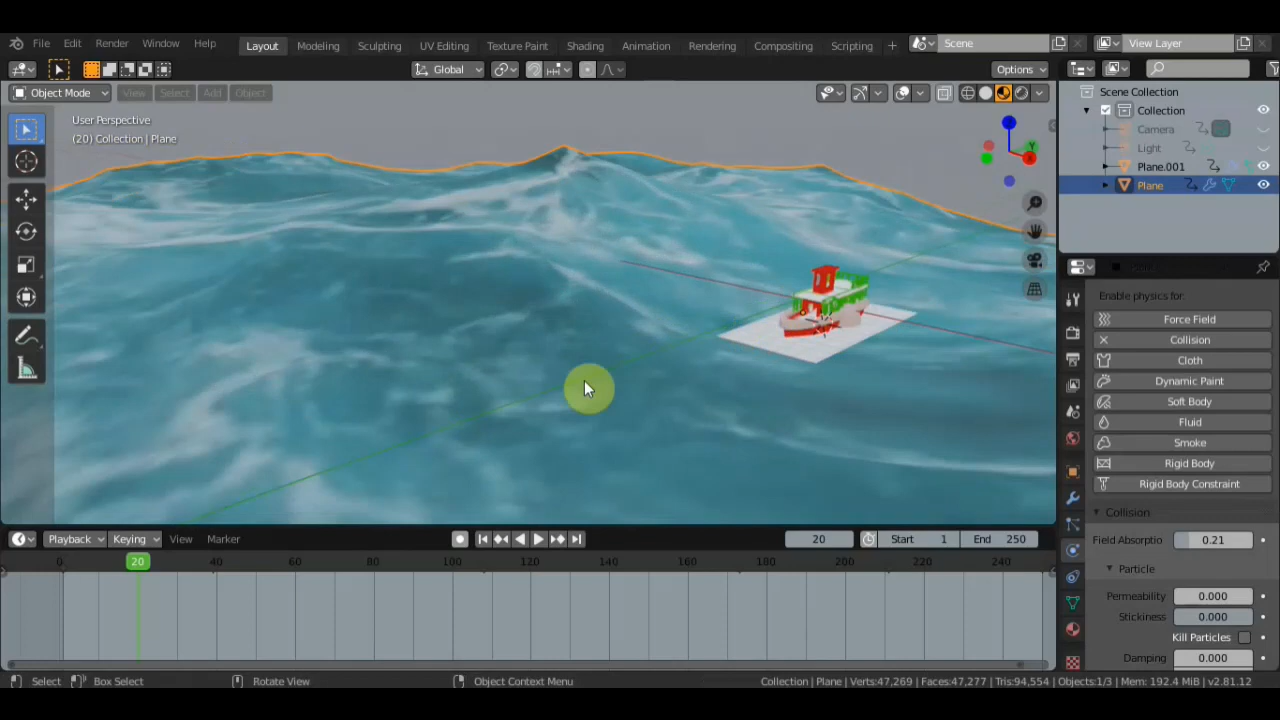 File Edit Render Window Help Layout Modeling Sculpting UV Editing Texture Paint Shading Animation Rendering Compositing Scripting + Scene View Layer
Global Options
Object Mode View Select Add Object
User Perspective
(20) Collection | Plane
Scene Collection
Collection
Camera
Light
Plane.001
Plane
Enable physics for:
Force Field
Collision
Cloth
Dynamic Paint
Soft Body
Fluid
Smoke
Rigid Body
Rigid Body Constraint
Collision
Field Absorptio 0.21
Particle
Permeability 0.000
Stickiness 0.000
Kill Particles
Damping 0.000
Playback Keying View Marker 20 Start 1 End 250
0 20 40 60 80 100 120 140 160 180 200 220 240
Select Box Select Rotate View Object Context Menu Collection | Plane | Verts:47,269 | Faces:47,277 | Tris:94,554 | Objects:1/3 | Mem: 192.4 MiB | v2.81.12